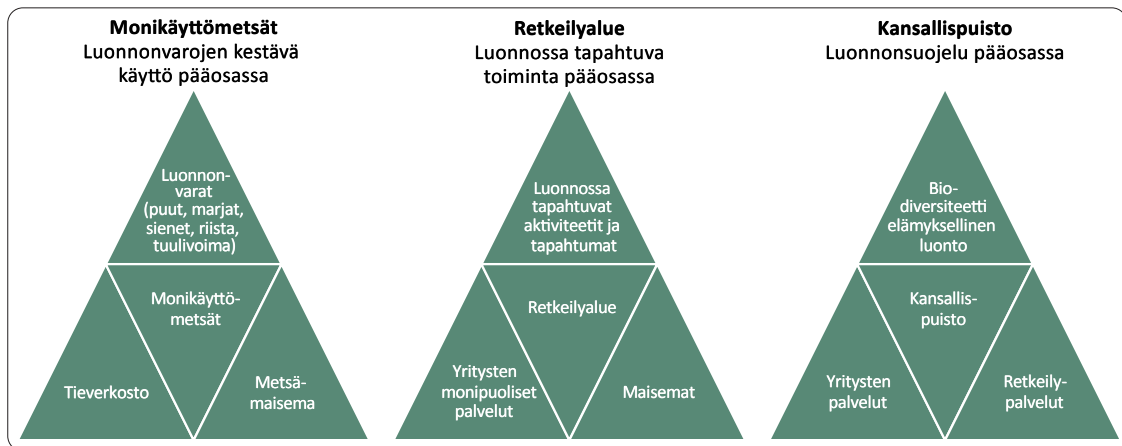 Monikäyttömetsät
Luonnonvarojen kestävä
käyttö pääosassa
Luonnon-
varat
(puut, marjat,
sienet, riista,
tuulivoima)
Monikäyttö-
metsät
Tieverkosto
Metsä-
maisema
Retkeilyalue
Luonnossa tapahtuva
toiminta pääosassa
Luonnossa
tapahtuvat
aktiviteetit ja
tapahtumat
Retkeilyalue
Yritysten
monipuoliset
palvelut
Maisemat
Kansallispuisto
Luonnonsuojelu pääosassa
Bio-
diversiteetti
elämyksellinen
luonto
Kansallis-
puisto
Yritysten
palvelut
Retkeily-
palvelut